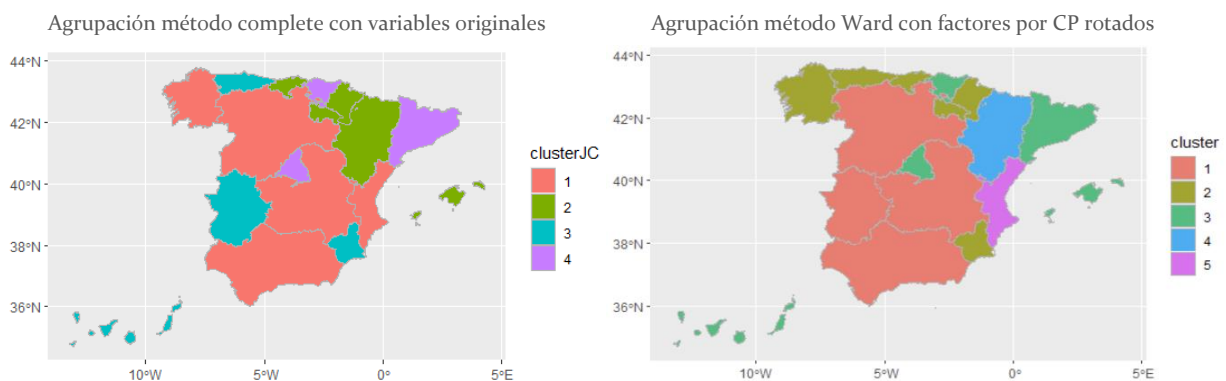 Agrupación método complete con variables originales
44°N
42°N
40°N
38°N
36°N
10°W
5°W
0°
5°E
clusterJC
1
2
3
4
Agrupación método Ward con factores por CP rotados
44°N
42°N
40°N
38°N
36°N
10°W
5°W
0°
5°E
cluster
1
2
3
4
5